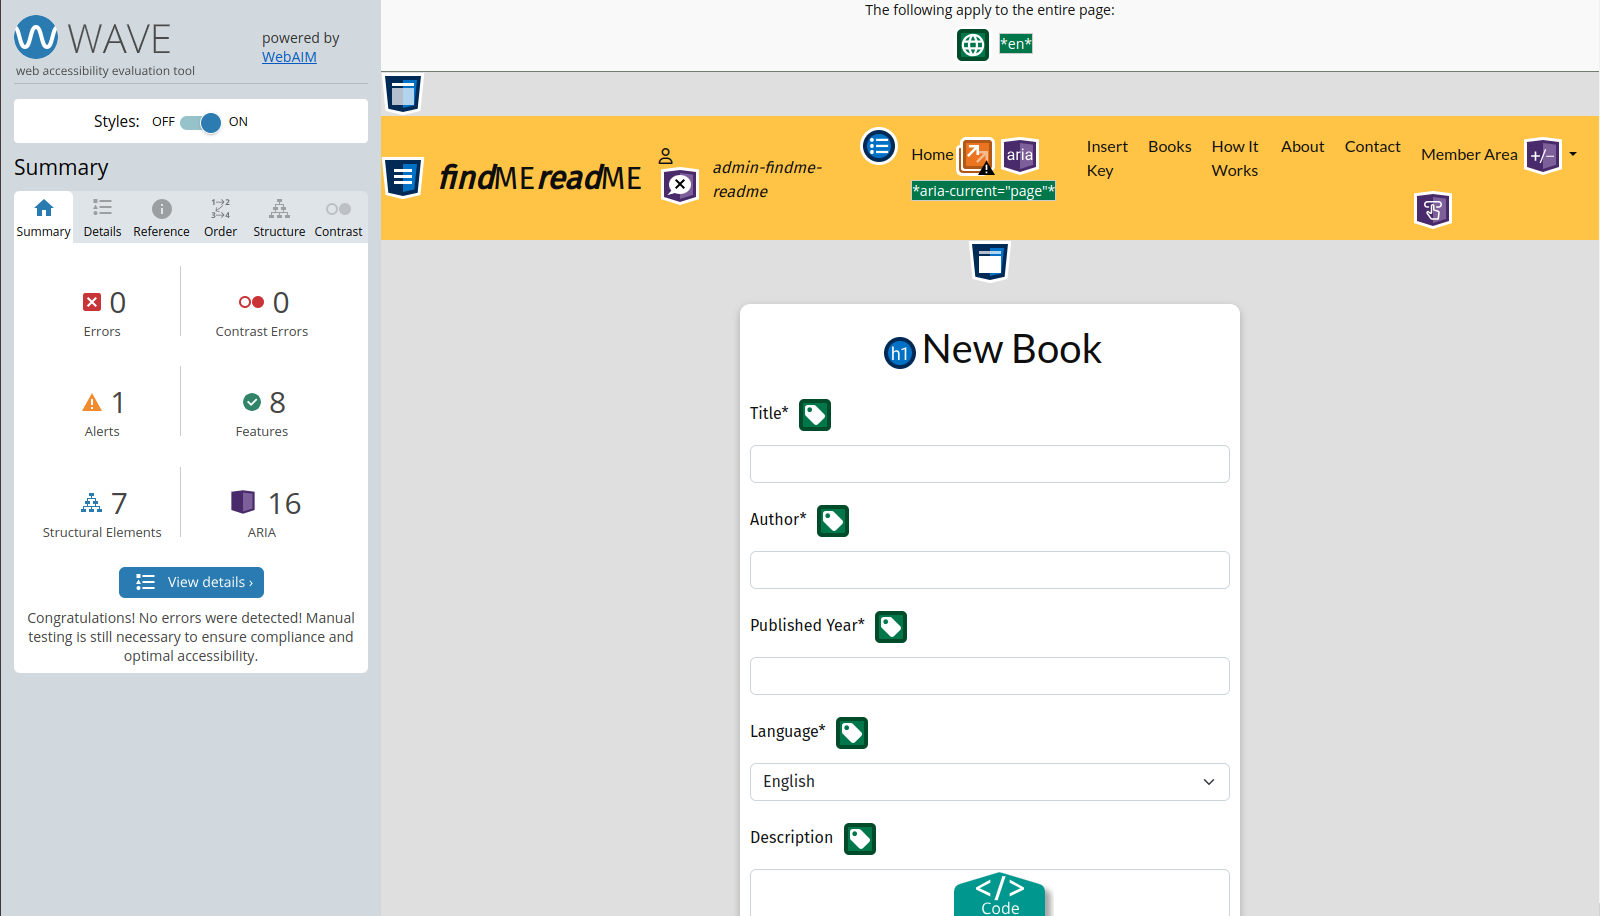 WAVE
web accessibility evaluation tool
powered by
WebAIM
Styles: OFF ON
Summary
Summary Details Reference Order Structure Contrast
0
Errors
0
Contrast Errors
1
Alerts
8
Features
7
Structural Elements
16
ARIA
View details ›
Congratulations! No errors were detected! Manual
testing is still necessary to ensure compliance and
optimal accessibility.
The following apply to the entire page:
*en*
findMEreadME
admin-findme-
readme
Home
aria
*aria-current="page"*
Insert
Key
Books
How It
Works
About
Contact
Member Area
+/-
h1 New Book
Title*
Author*
Published Year*
Language*
English
Description
</>
Code